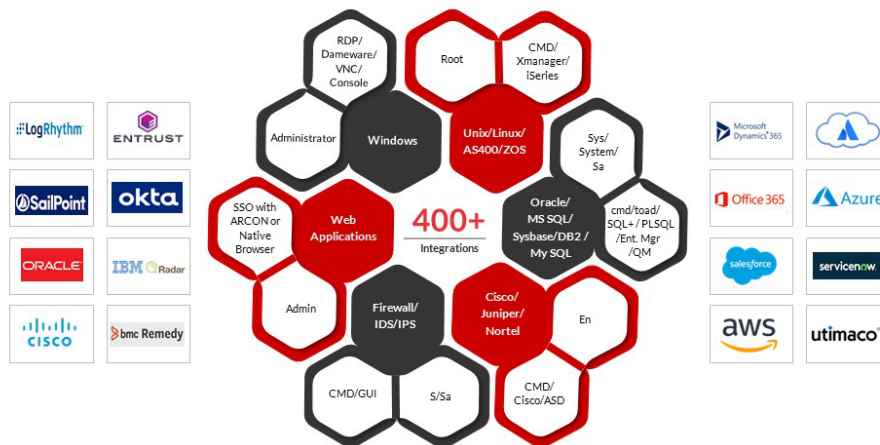 LogRhythm
ENTRUST
SailPoint
okta
ORACLE
IBM QRadar
CISCO
bmc Remedy
RDP/
Dameware/
VNC/
Console
Administrator
Windows
Root
CMD/
Xmanager/
iSeries
Unix/Linux/
AS400/ZOS
Sys/
System/
Sa
Oracle/
MS SQL/
Sysbase/DB2 /
My SQL
cmd/toad/
SQL+/ PLSQL
/Ent. Mgr
/QM
SSO with
ARCON or
Native
Browser
Web
Applications
Admin
400+
Integrations
Firewall/
IDS/IPS
CMD/GUI
S/Sa
Cisco/
Juniper/
Nortel
En
CMD/
Cisco/ASD
Microsoft
Dynamics 365
Office 365
Azure
salesforce
servicenow
aws
utimaco®